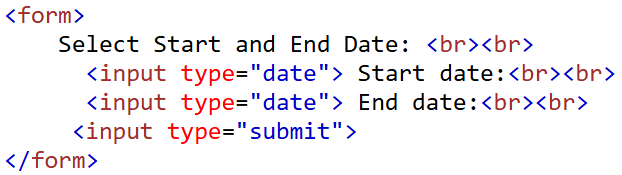 <form>
    Select Start and End Date: <br><br>
      <input type="date"> Start date:<br><br>
      <input type="date"> End date:<br><br>
     <input type="submit">
</form>